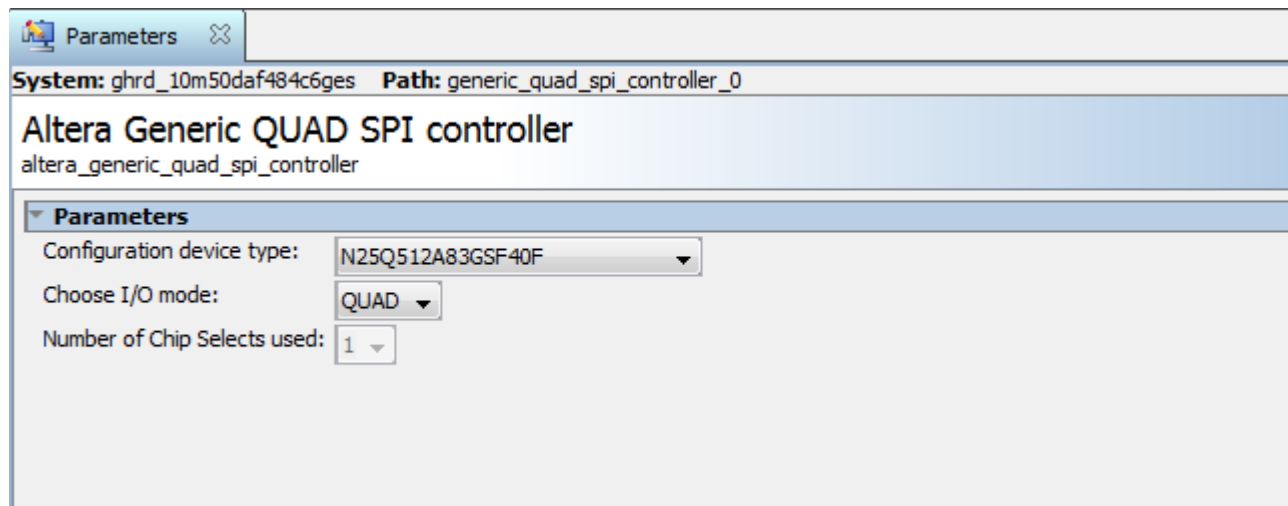 Parameters
System: ghrd_10m50daf484c6ges Path: generic_quad_spi_controller_0
Altera Generic QUAD SPI controller
altera_generic_quad_spi_controller
Parameters
Configuration device type: N25Q512A83GSF40F
Choose I/O mode: QUAD
Number of Chip Selects used: 1